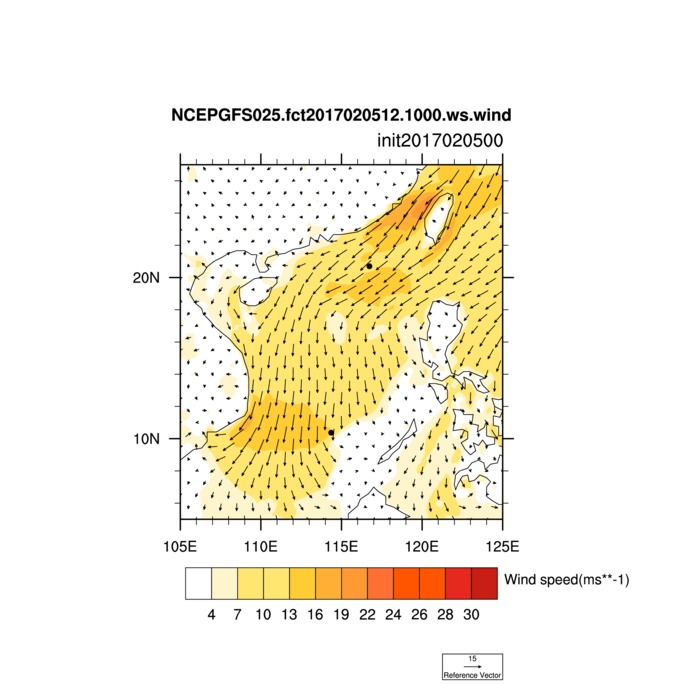 NCEPGFS025.fct2017020512.1000.ws.wind
init2017020500
20N
10N
105E 110E 115E 120E 125E
Wind speed(ms**-1)
4 7 10 13 16 19 22 24 26 28 30
15
Reference Vector